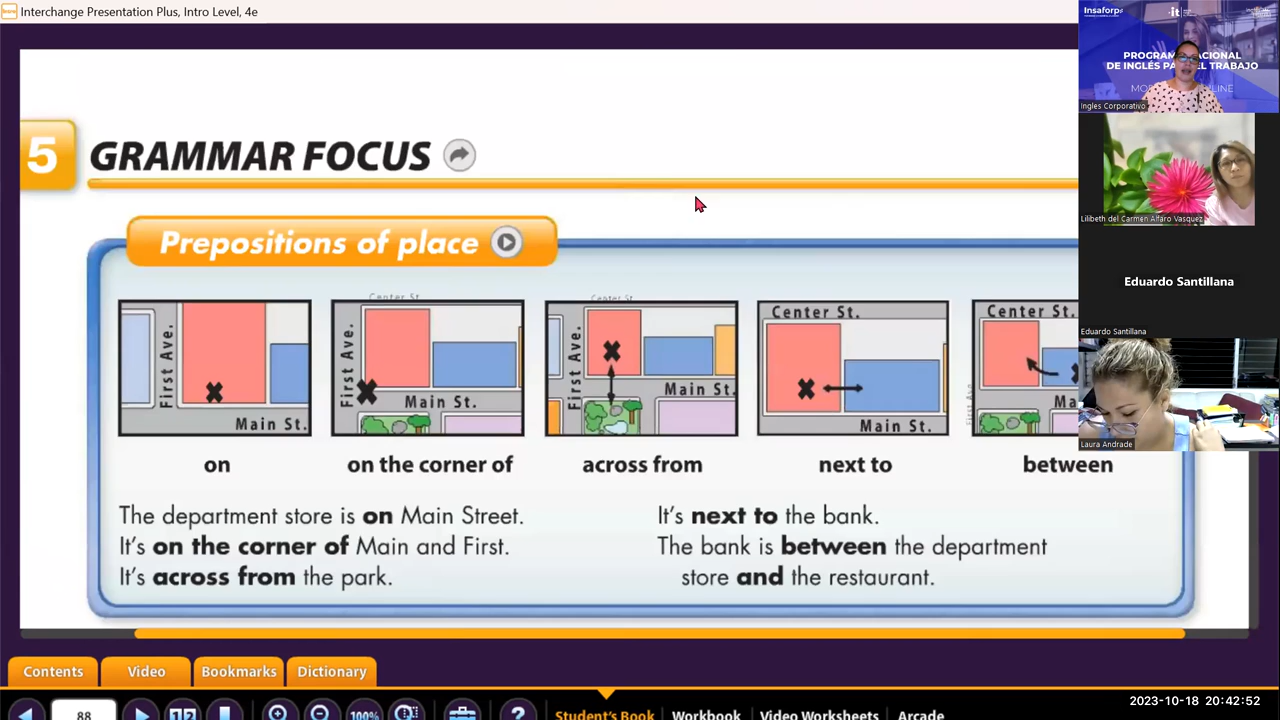 Interchange Presentation Plus, Intro Level, 4e
Insaforp
Ingles Corporativo
Lilibeth del Carmen Alfaro Vasquez
Eduardo Santillana
Eduardo Santillana
Laura Andrade
5 GRAMMAR FOCUS
Prepositions of place
First Ave.
Main St.
Center St.
First Ave.
Main St.
Center St.
First Ave.
Main St.
Center St.
Main St.
Center St.
on
on the corner of
across from
next to
between
The department store is on Main Street.
It's on the corner of Main and First.
It's across from the park.
It's next to the bank.
The bank is between the department
store and the restaurant.
Contents
Video
Bookmarks
Dictionary
88
100%
?
Student's Book
Workbook
Video Worksheets
Arcade
2023-10-18 20:42:52